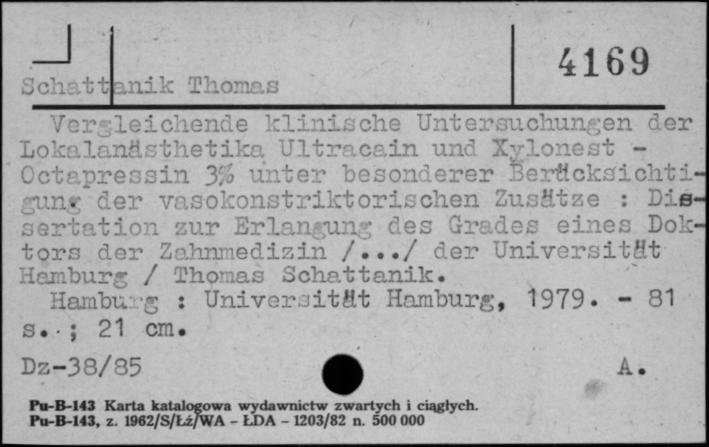 4169
Schattanik Thomas
Vergleichende klinische Untersuchungen der
Lokalanästhetika Ultracain und Xylonest -
Octapressin 3% unter besonderer Berücksichti-
gung der vasokonstriktorischen Zusätze : Dis-
sertation zur Erlangung des Grades eines Dok-
tors der Zahnmedizin /.../ der Universität
Hamburg / Thomas Schattanik.
Hamburg : Universität Hamburg, 1979. - 81
s. ; 21 cm.
Dz-38/85 A.
Pu-B-143 Karta katalogowa wydawnictw zwartych i ciągłych.
Pu-B-143, z. 1962/S/Łź/WA - ŁDA - 1203/82 n. 500 000